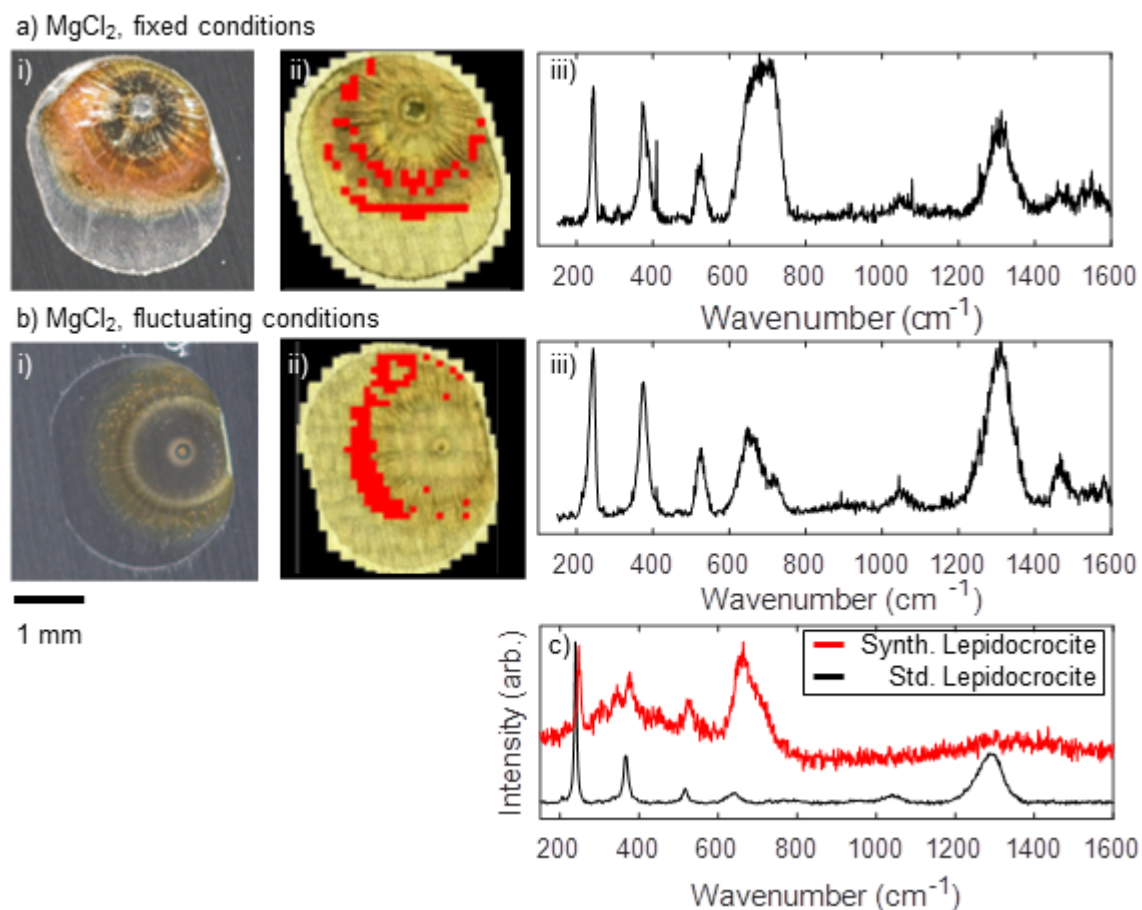 a) MgCl₂, fixed conditions
i)
ii)
iii)
200 400 600 800 1000 1200 1400 1600
Wavenumber (cm⁻¹)
b) MgCl₂, fluctuating conditions
i)
ii)
iii)
200 400 600 800 1000 1200 1400 1600
Wavenumber (cm⁻¹)
1 mm
c)
Synth. Lepidocrocite
Std. Lepidocrocite
Intensity (arb.)
200 400 600 800 1000 1200 1400 1600
Wavenumber (cm⁻¹)